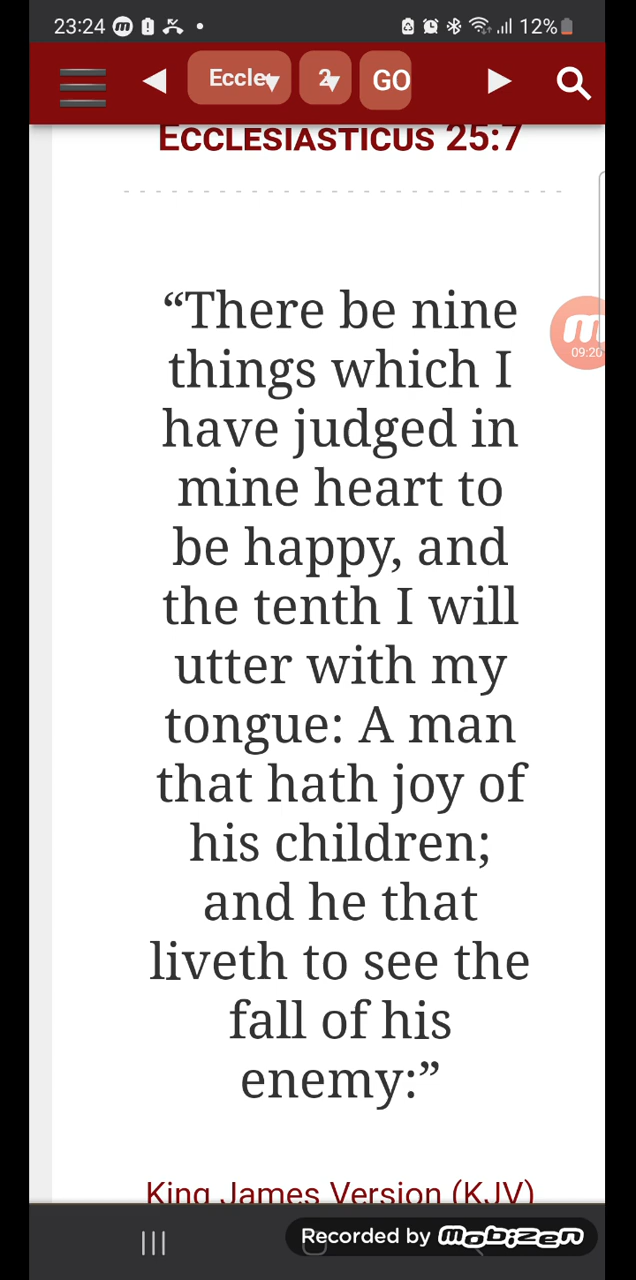 23:24 12%
Eccle 2 GO
ECCLESIASTICUS 25:7
“There be nine
things which I
have judged in
mine heart to
be happy, and
the tenth I will
utter with my
tongue: A man
that hath joy of
his children;
and he that
liveth to see the
fall of his
enemy:”
m
09:20
King James Version (KJV)
Recorded by mobizen